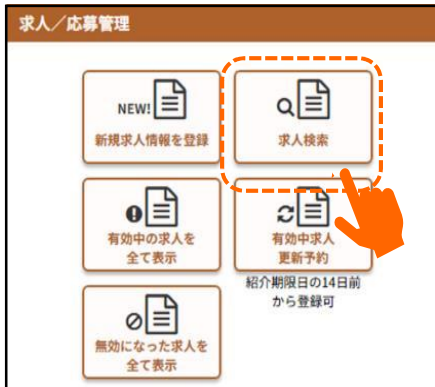 求人／応募管理
NEW!
新規求人情報を登録
求人検索
有効中の求人を
全て表示
有効中求人
更新予約
紹介期限日の14日前
から登録可
無効になった求人を
全て表示